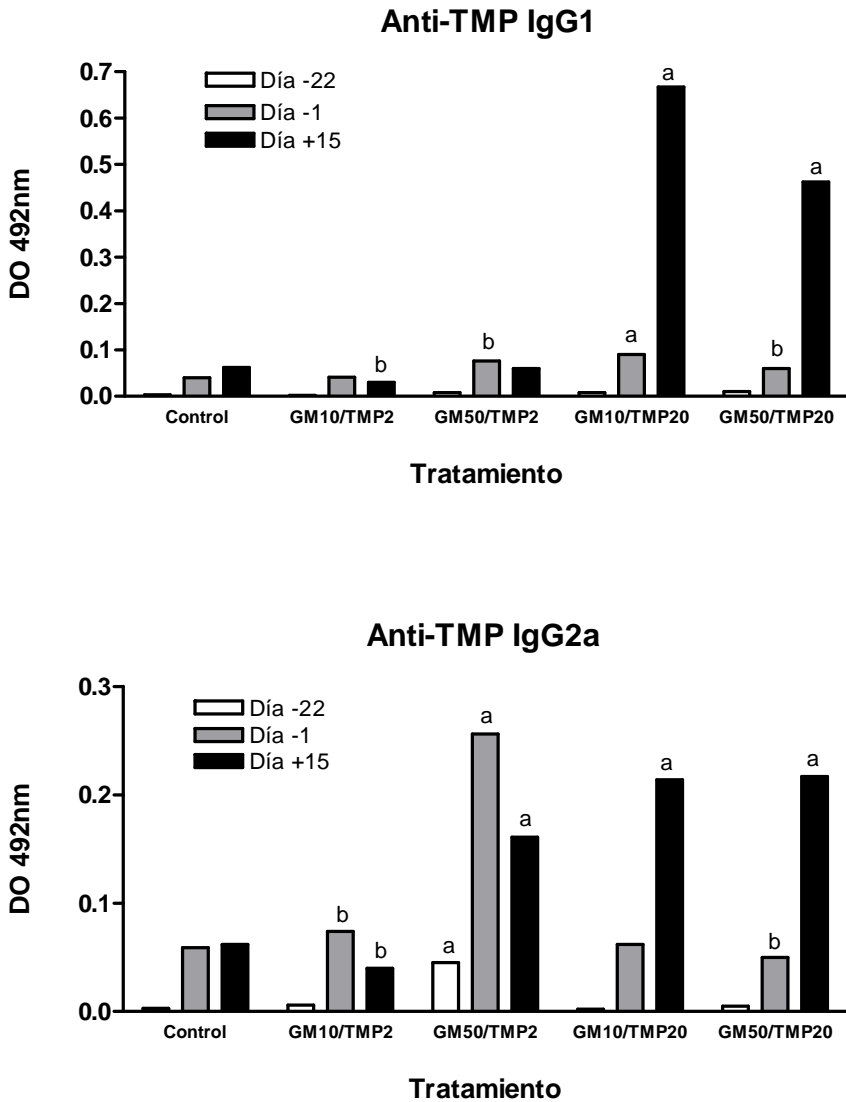 Anti-TMP IgG1
Día -22
Día -1
Día +15
DO 492nm
0.7
0.6
0.5
0.4
0.3
0.2
0.1
0.0
b
b
a
a
b
a
Control GM10/TMP2 GM50/TMP2 GM10/TMP20 GM50/TMP20
Tratamiento
Anti-TMP IgG2a
Día -22
Día -1
Día +15
DO 492nm
0.3
0.2
0.1
0.0
b
b
a
a
a
a
b
a
Control GM10/TMP2 GM50/TMP2 GM10/TMP20 GM50/TMP20
Tratamiento